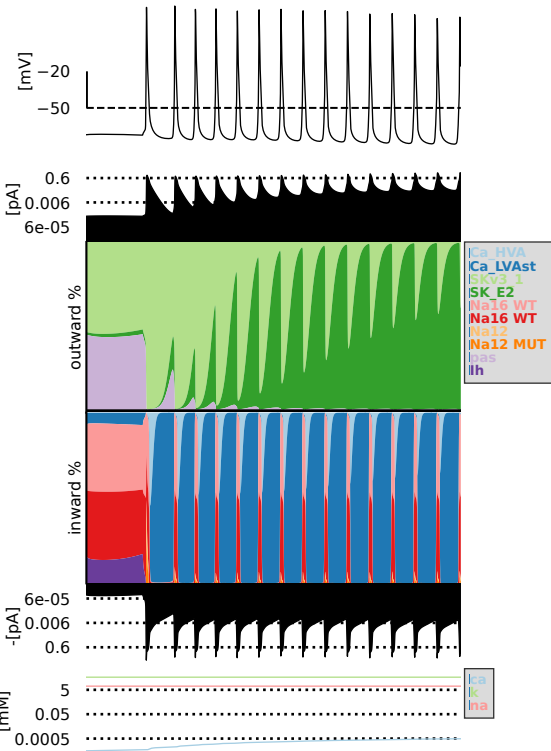 [mV]
−20
−50
[pA]
0.6
0.006
6e-05
outward %
Ca_HVA
Ca_LVAst
SKv3_1
SK_E2
Na16 WT
Na16 WT
Na12
Na12 MUT
pas
Ih
inward %
-[pA]
6e-05
0.006
0.6
[mM]
5
0.05
0.0005
ca
k
na